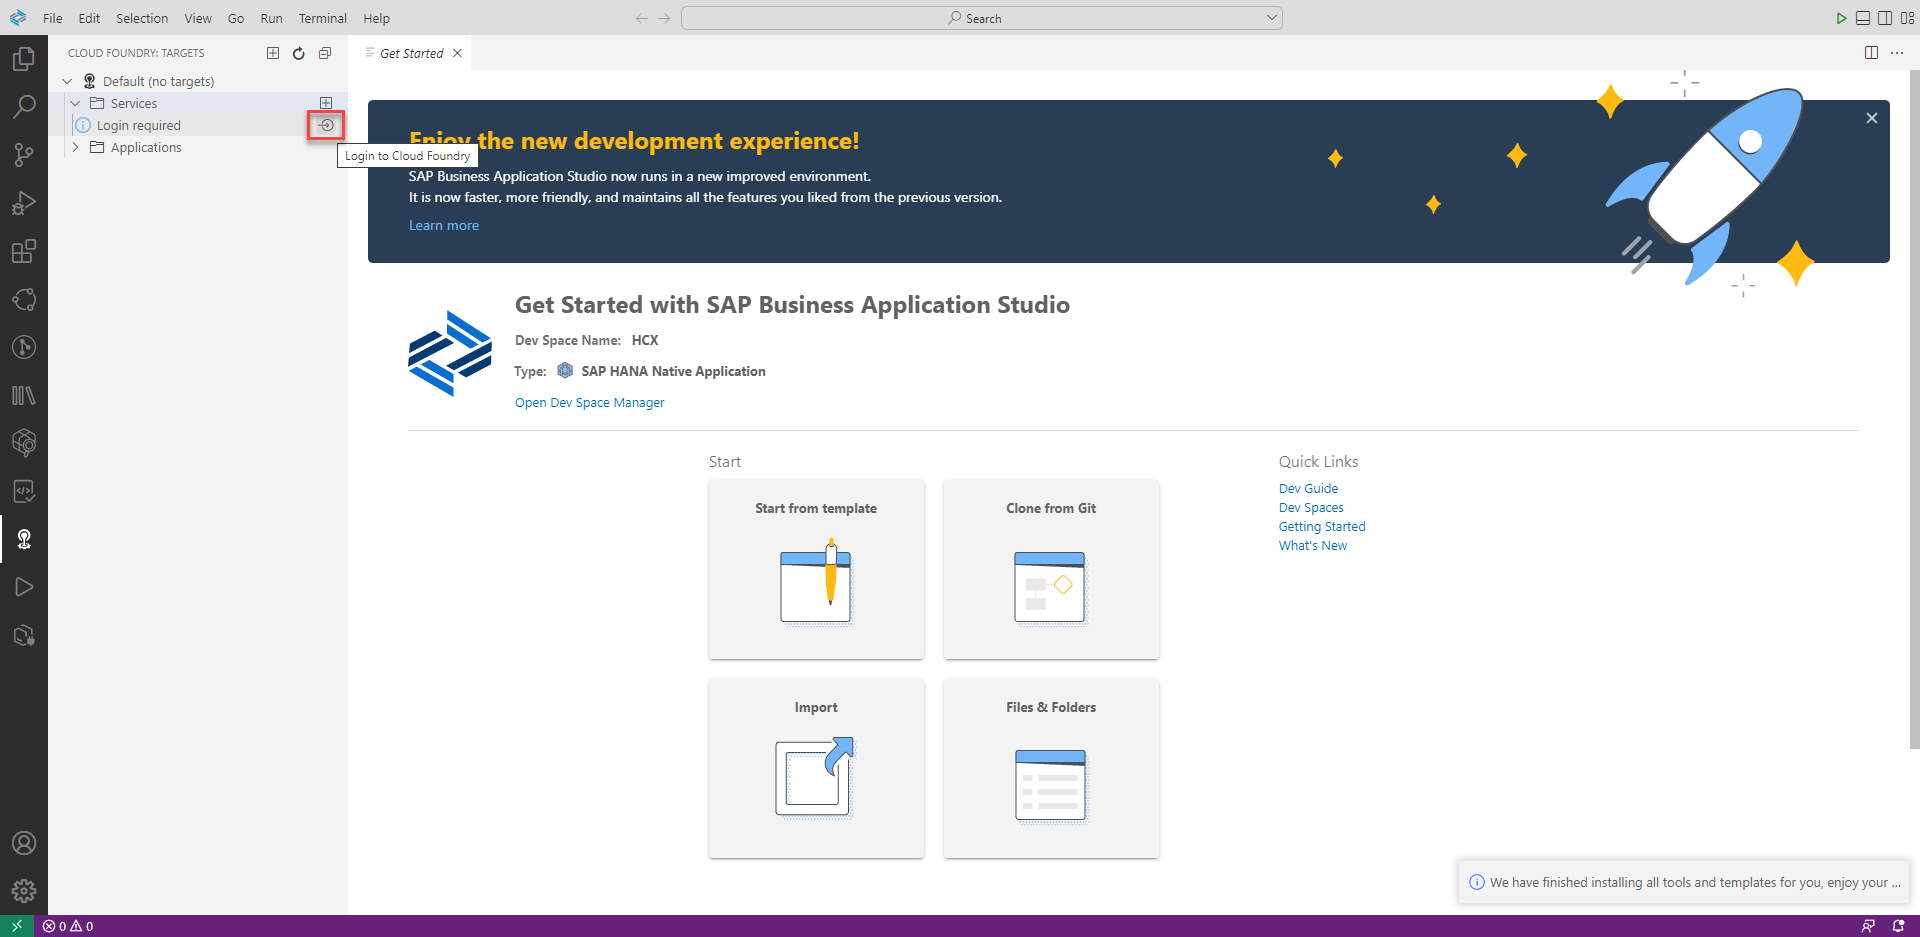 File Edit Selection View Go Run Terminal Help
Search
CLOUD FOUNDRY: TARGETS
Get Started
Default (no targets)
Services
Login required
Applications
Login to Cloud Foundry
Enjoy the new development experience!
SAP Business Application Studio now runs in a new improved environment.
It is now faster, more friendly, and maintains all the features you liked from the previous version.
Learn more
Get Started with SAP Business Application Studio
Dev Space Name: HCX
Type: SAP HANA Native Application
Open Dev Space Manager
Start
Start from template
Clone from Git
Import
Files & Folders
Quick Links
Dev Guide
Dev Spaces
Getting Started
What's New
We have finished installing all tools and templates for you, enjoy your ...
0 0